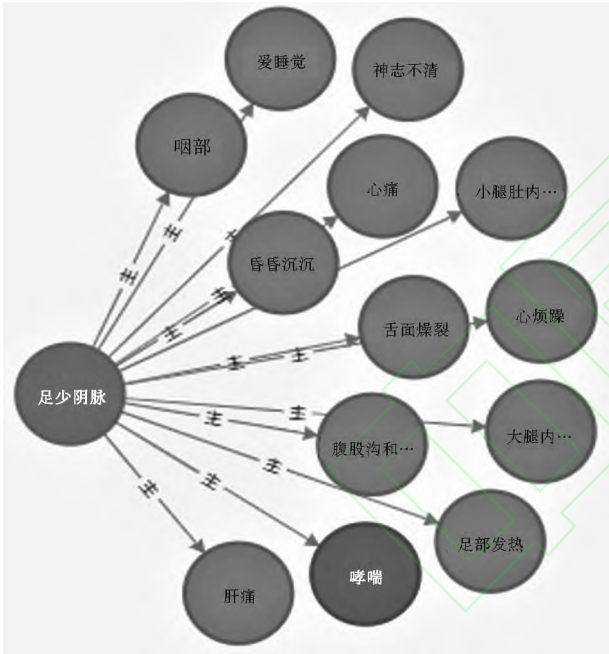 爱睡觉
神志不清
咽部
心痛
小腿肚内…
主
主
昏昏沉沉
主
主
心烦躁
舌面燥裂
主
主
足少阴脉
主
主
大腿内…
腹股沟和…
主
主
主
足部发热
哮喘
肝痛